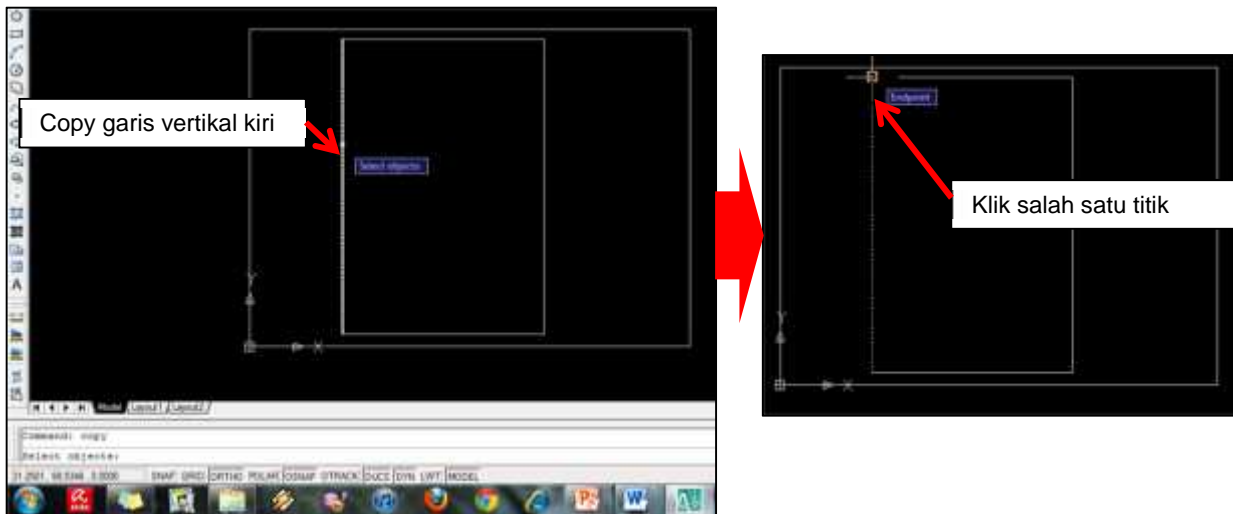 Copy garis vertikal kiri
Select objects:
Endpoint
Klik salah satu titik
Y
X
Y
X
A
Model Layout1 Layout2
Command: copy
Select objects:
SNAP GRID ORTHO POLAR OSNAP OTRACK DUCS DYN LWT MODEL